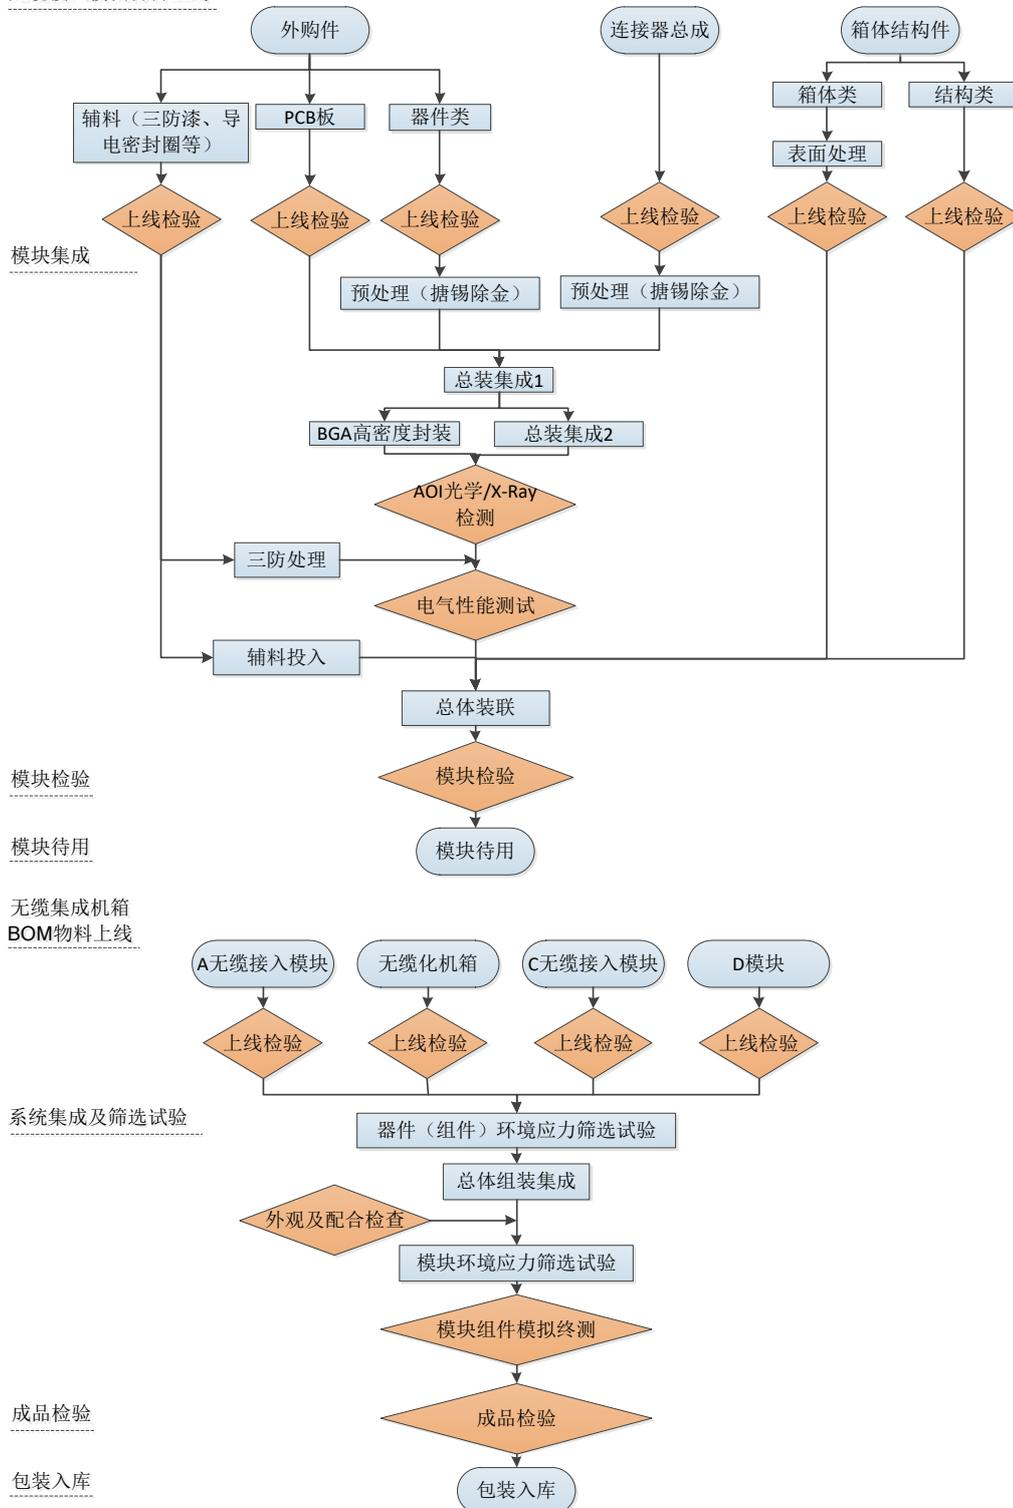 外购件
连接器总成
箱体结构件
辅料（三防漆、导
电密封圈等）
PCB板
器件类
箱体类
结构类
表面处理
上线检验
上线检验
上线检验
上线检验
上线检验
上线检验
模块集成
预处理（搪锡除金）
预处理（搪锡除金）
总装集成1
BGA高密度封装
总装集成2
AOI光学/X-Ray
检测
三防处理
电气性能测试
辅料投入
总体装联
模块检验
模块检验
模块待用
模块待用
无缆集成机箱
BOM物料上线
A无缆接入模块
无缆化机箱
C无缆接入模块
D模块
上线检验
上线检验
上线检验
上线检验
系统集成及筛选试验
器件（组件）环境应力筛选试验
总体组装集成
外观及配合检查
模块环境应力筛选试验
模块组件模拟终测
成品检验
成品检验
包装入库
包装入库